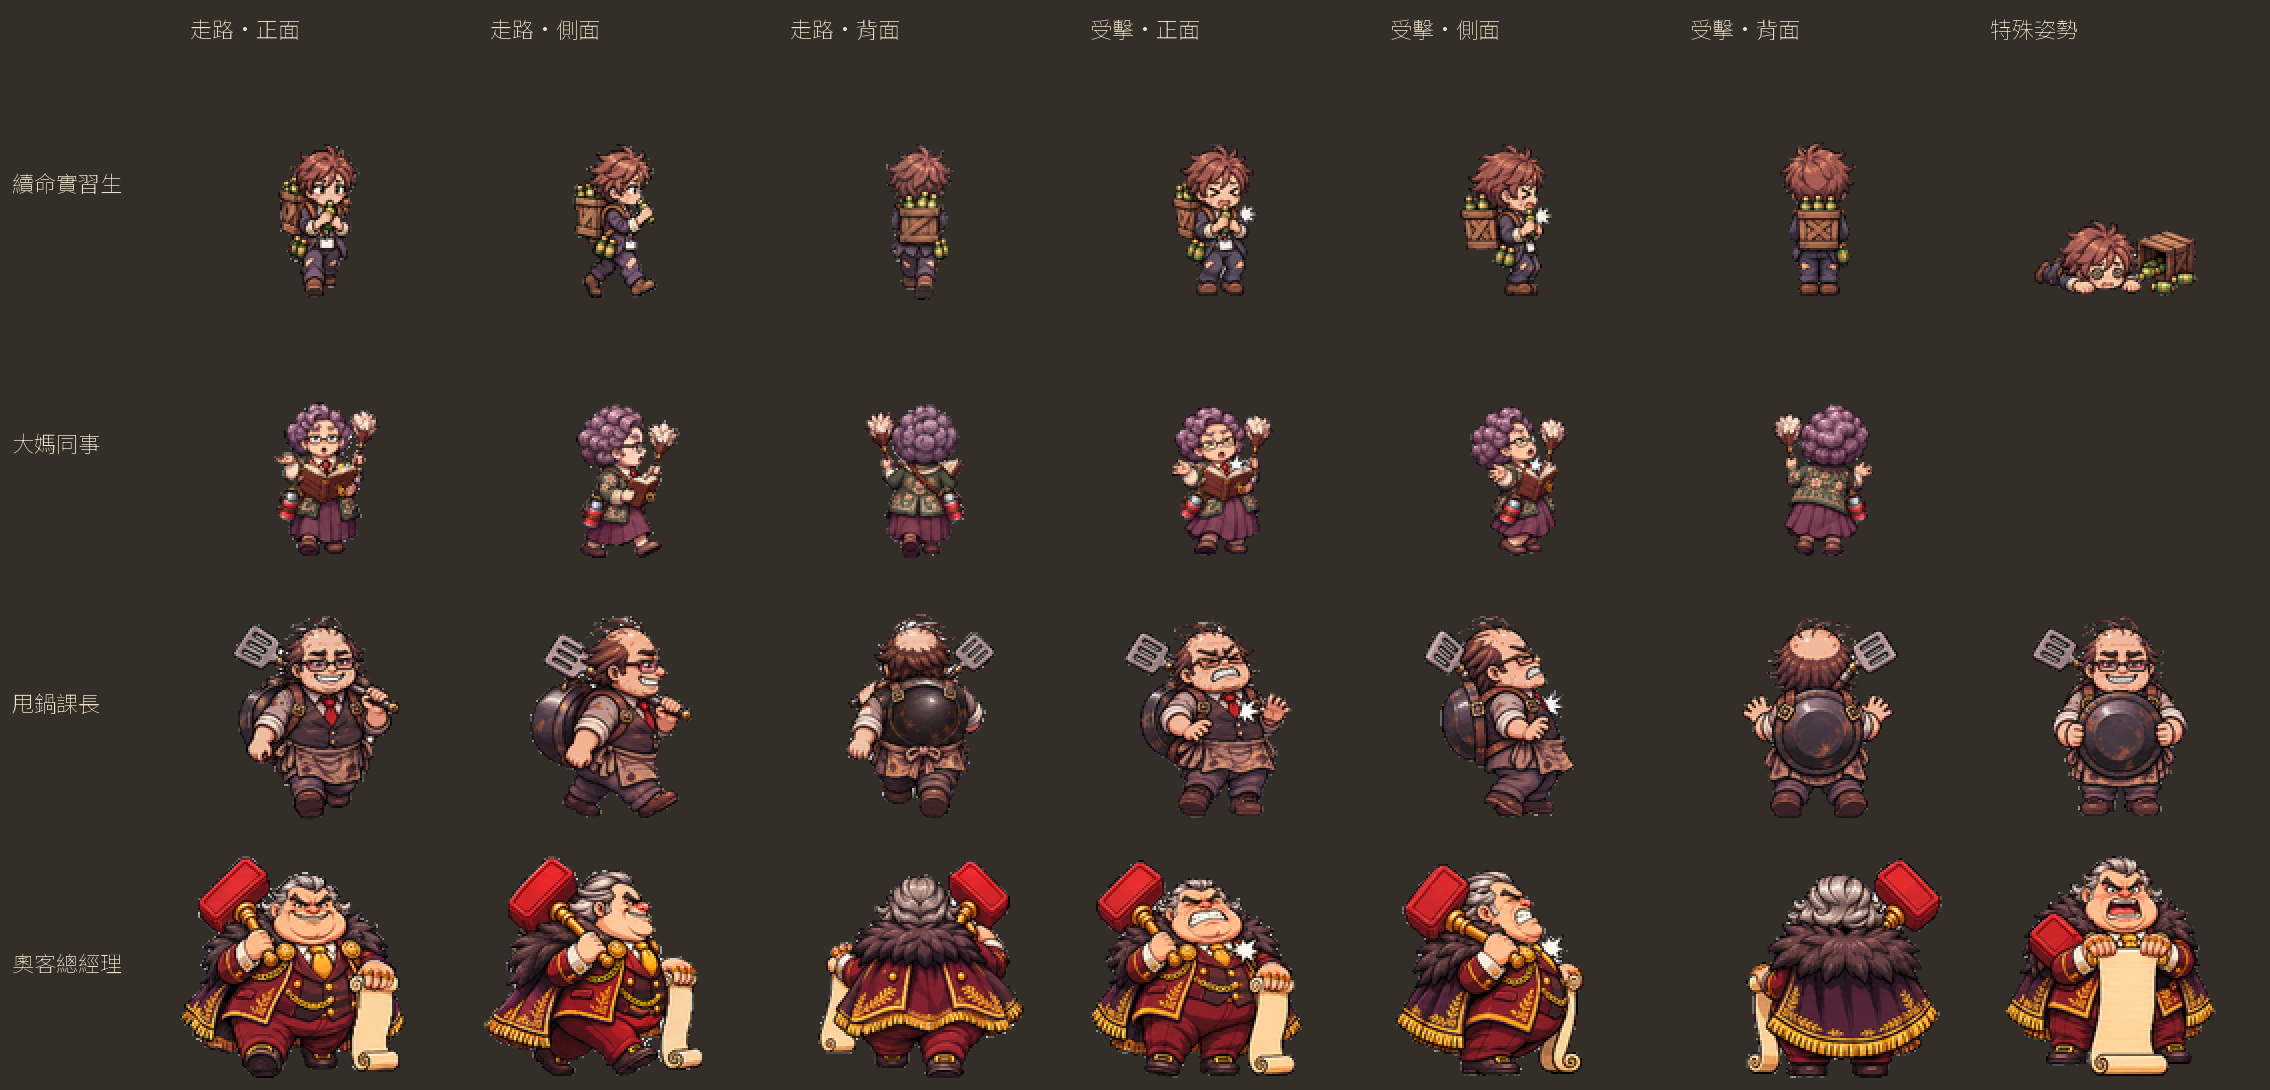 走路・正面
走路・側面
走路・背面
受擊・正面
受擊・側面
受擊・背面
特殊姿勢
續命實習生
大媽同事
甩鍋課長
奧客總經理